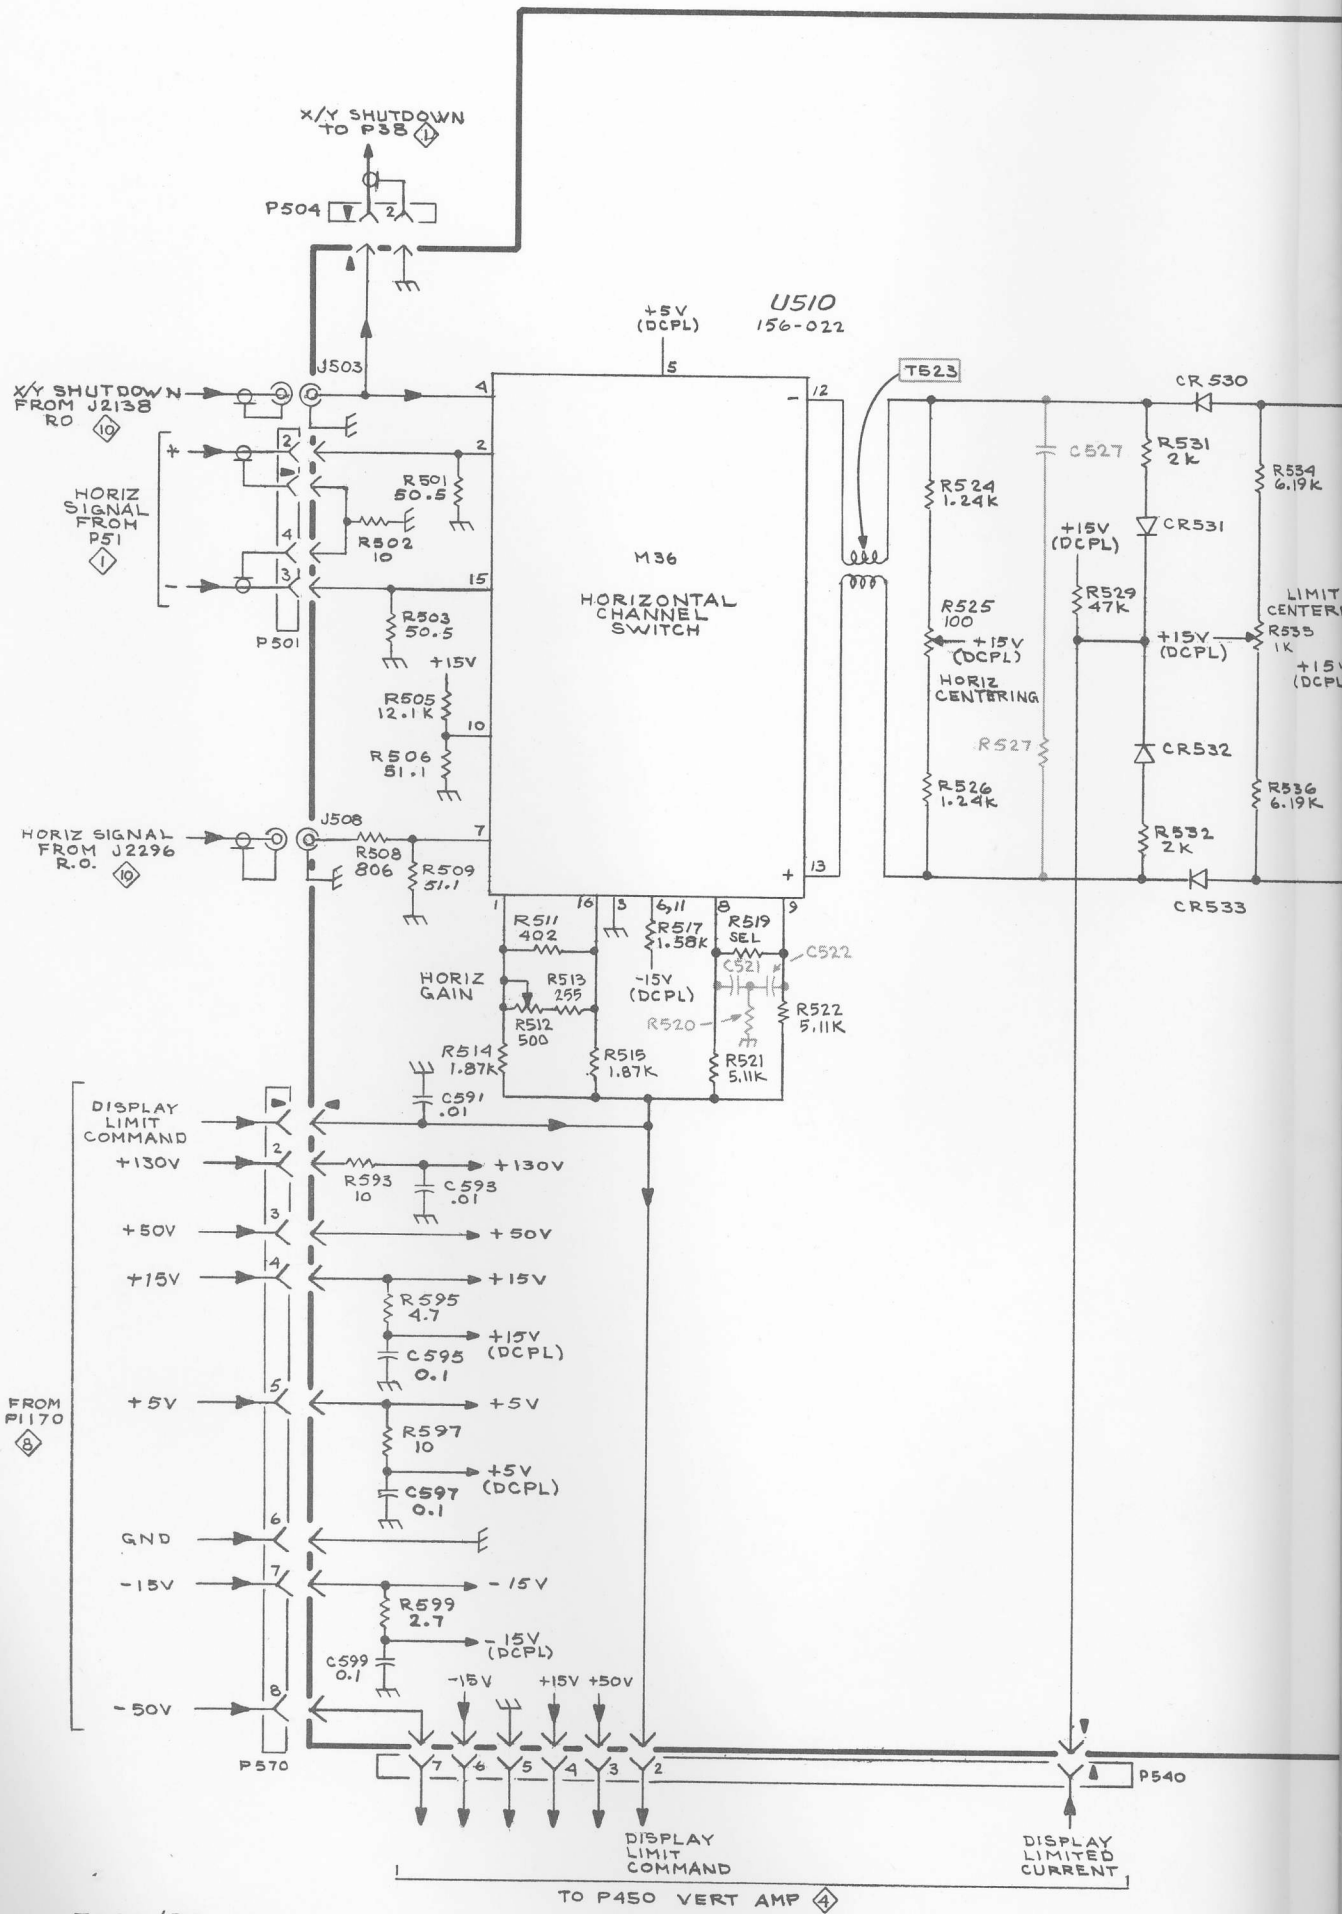 X/Y SHUTDOWN
TO P38 1
P504
2
U510
156-022
+5V
(DCPL)
5
J503
X/Y SHUTDOWN
FROM J2138
RO 10
4
12
-
T523
CR530
+
2
2
HORIZ
SIGNAL
FROM
P51
1
R501
50.5
4
R502
10
-
3
15
P501
R503
50.5
+15V
R505
12.1K
10
R506
51.1
M36
HORIZONTAL
CHANNEL
SWITCH
R524
1.24K
C527
R531
2K
R534
6.19K
CR531
+15V
(DCPL)
R529
47K
R525
100
+15V
(DCPL)
HORIZ
CENTERING
+15V
(DCPL)
LIMIT
CENTER
R535
1K
+15V
(DCPL
R527
CR532
R526
1.24K
R536
6.19K
R532
2K
CR533
HORIZ SIGNAL
FROM J2296
R.O. 10
J508
R508
806
R509
51.1
7
+
13
1
16
3
6,11
8
9
R511
402
R517
1.58K
R519
SEL
C521
C522
HORIZ
GAIN
R513
255
R512
500
-15V
(DCPL)
R520
R522
5.11K
R514
1.87K
R515
1.87K
R521
5.11K
DISPLAY
LIMIT
COMMAND
C591
.01
+130V
2
R593
10
C593
.01
+130V
+50V
3
+50V
+15V
4
+15V
R595
4.7
+15V
(DCPL)
C595
0.1
FROM
P1170
8
+5V
5
+5V
R597
10
+5V
(DCPL)
C597
0.1
GND
6
-15V
7
-15V
R599
2.7
-15V
(DCPL)
C599
0.1
-50V
8
-15V
+15V
+50V
P570
7
6
5
4
3
2
P540
DISPLAY
LIMIT
COMMAND
DISPLAY
LIMITED
CURRENT
TO P450 VERT AMP 4